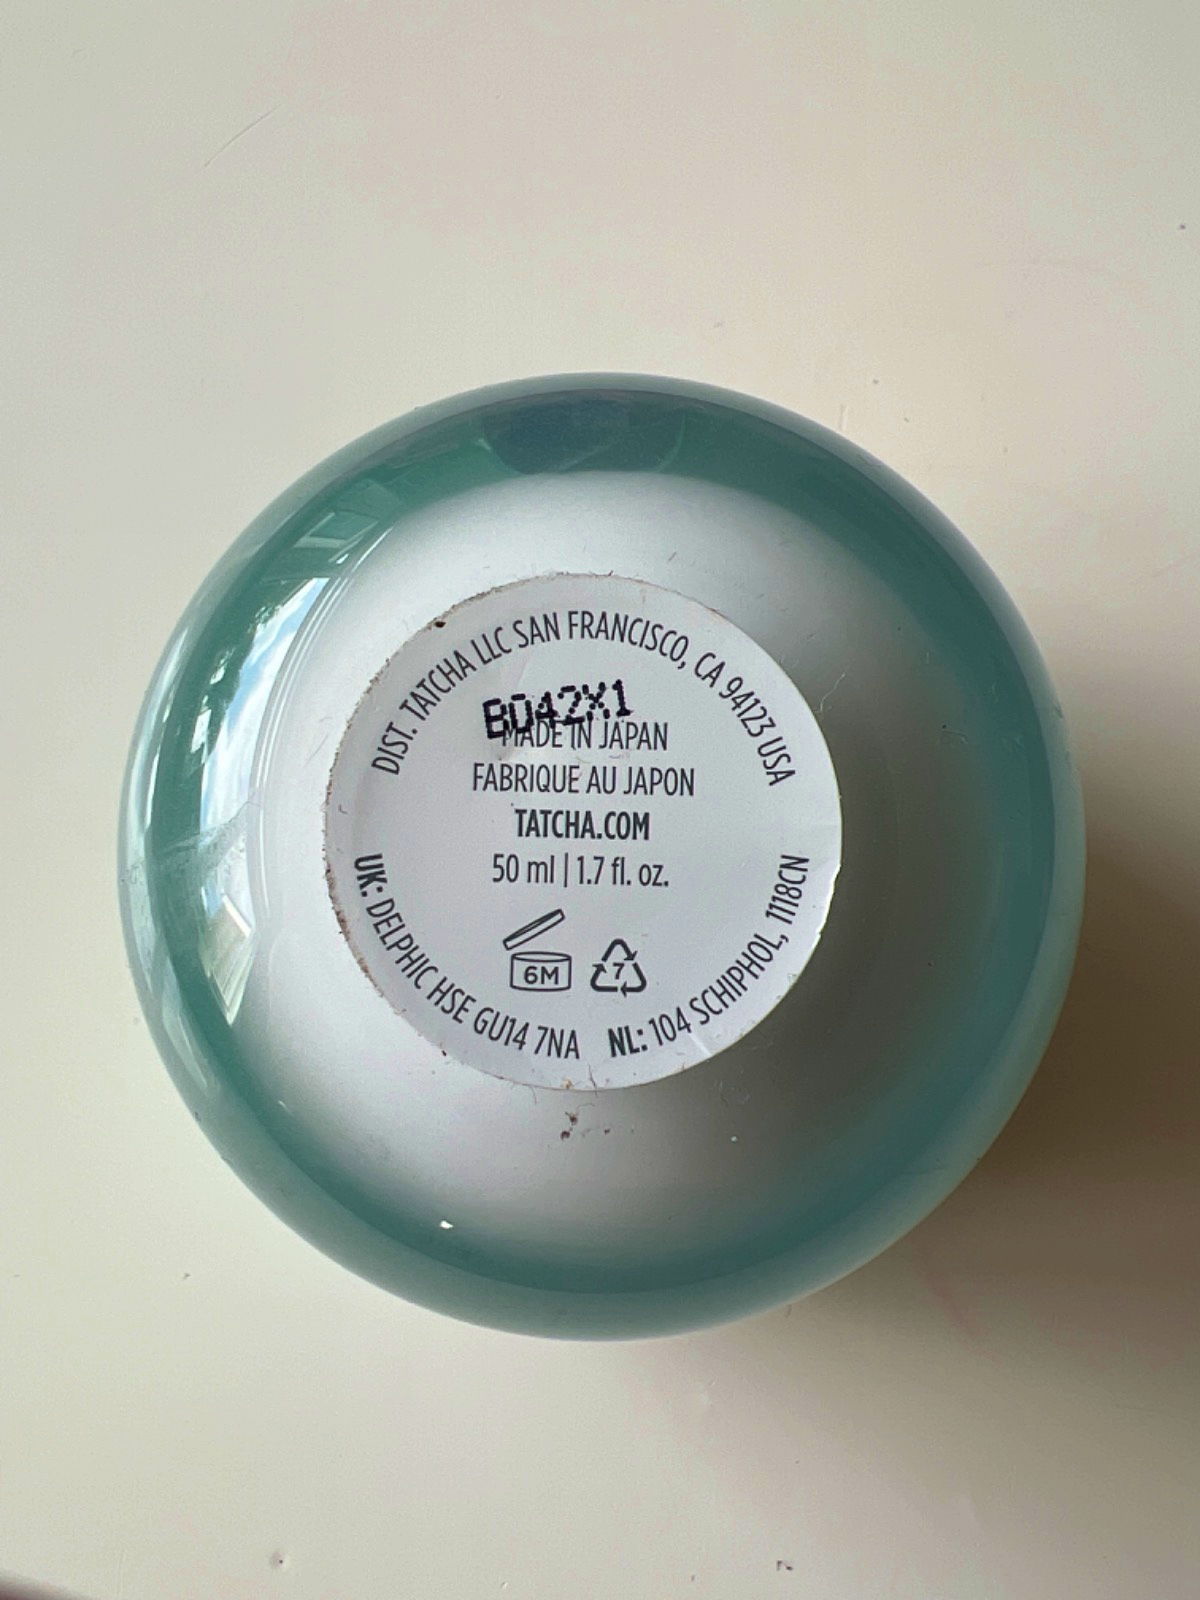 DIST. TATCHA LLC SAN FRANCISCO, CA 94123 USA
B042X1
MADE IN JAPAN
FABRIQUE AU JAPON
TATCHA.COM
50 ml | 1.7 fl. oz.
6M
7
UK: DELPHIC HSE GU14 7NA NL: 104 SCHIPHOL, 1118CN